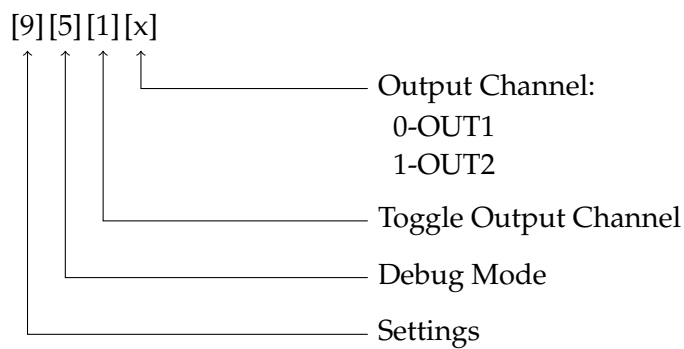 [9][5][1][x]
Output Channel:
0-OUT1
1-OUT2
Toggle Output Channel
Debug Mode
Settings